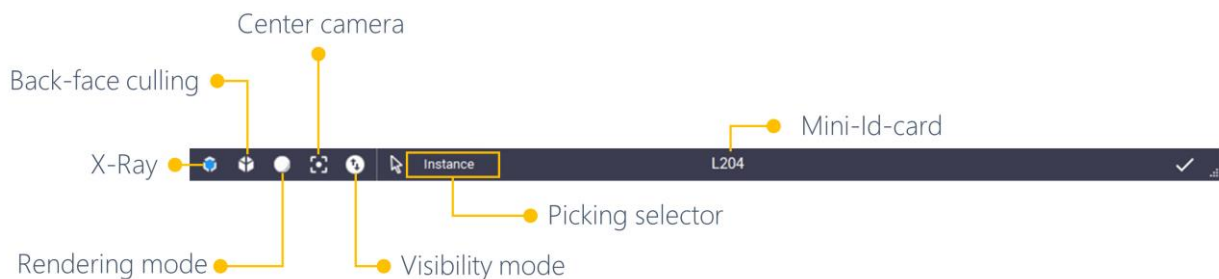 Center camera
Back-face culling
Mini-Id-card
X-Ray
Instance
L204
Picking selector
Rendering mode
Visibility mode